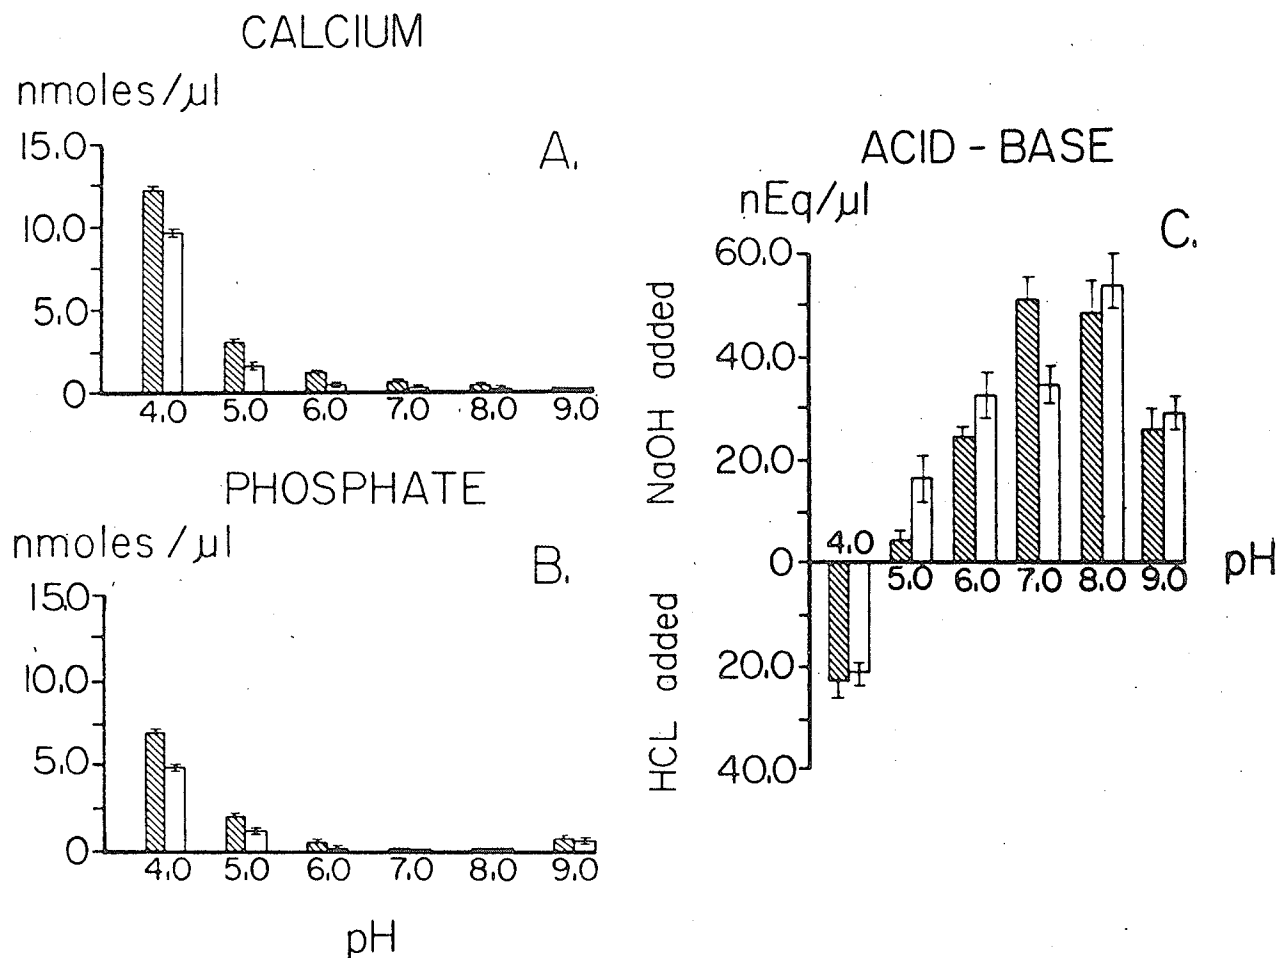 CALCIUM
nmoles/μl
A.
15.0
10.0
5.0
0
4.0 5.0 6.0 7.0 8.0 9.0
PHOSPHATE
nmoles/μl
B.
15.0
10.0
5.0
0
4.0 5.0 6.0 7.0 8.0 9.0
pH
ACID - BASE
nEq/μl
C.
NaOH added
HCL added
60.0
40.0
20.0
0
20.0
40.0
4.0
5.0 6.0 7.0 8.0 9.0
pH